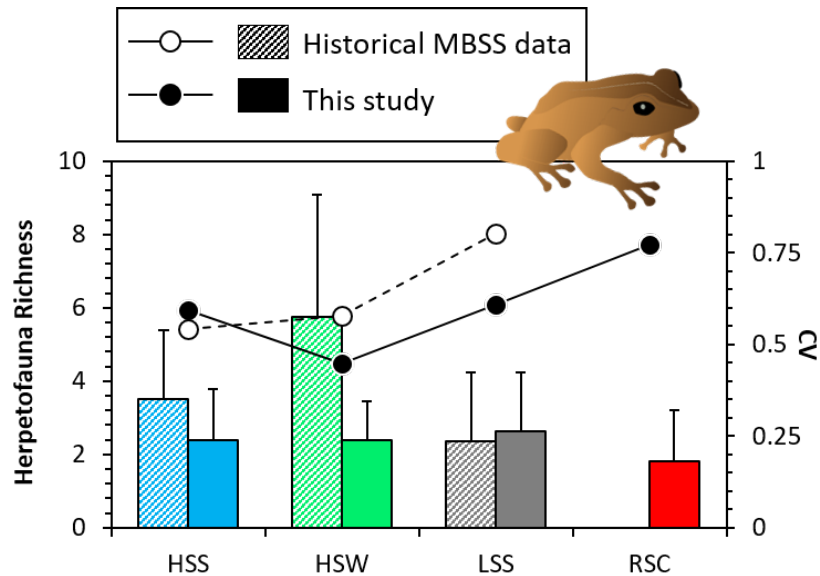 Historical MBSS data
This study
Herpetofauna Richness
10
8
6
4
2
0
1
0.75
0.5
0.25
0
CV
HSS HSW LSS RSC